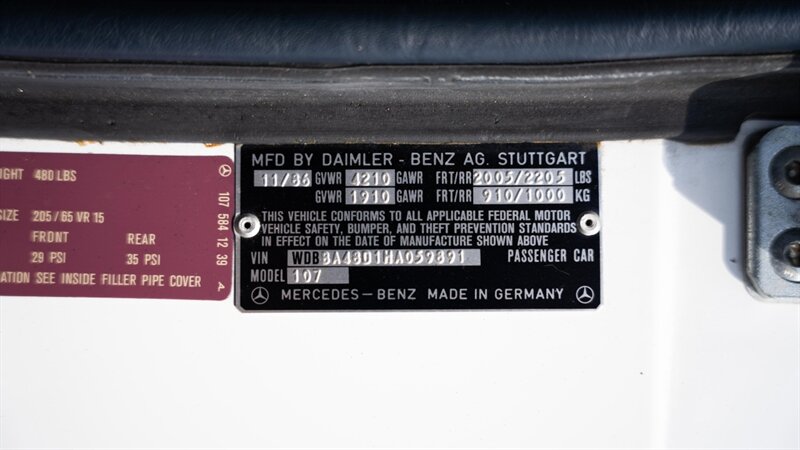 GHT 480 LBS
SIZE 205/65 VR 15
FRONT REAR
29 PSI 35 PSI
ATION SEE INSIDE FILLER PIPE COVER
107 584 12 39 A
MFD BY DAIMLER - BENZ AG. STUTTGART
11/86 GVWR 4210 GAWR FRT/RR 2005/2205 LBS
GVWR 1910 GAWR FRT/RR 910/1000 KG
THIS VEHICLE CONFORMS TO ALL APPLICABLE FEDERAL MOTOR
VEHICLE SAFETY, BUMPER, AND THEFT PREVENTION STANDARDS
IN EFFECT ON THE DATE OF MANUFACTURE SHOWN ABOVE
VIN WDBBA48D1HA059891 PASSENGER CAR
MODEL 107
MERCEDES-BENZ MADE IN GERMANY